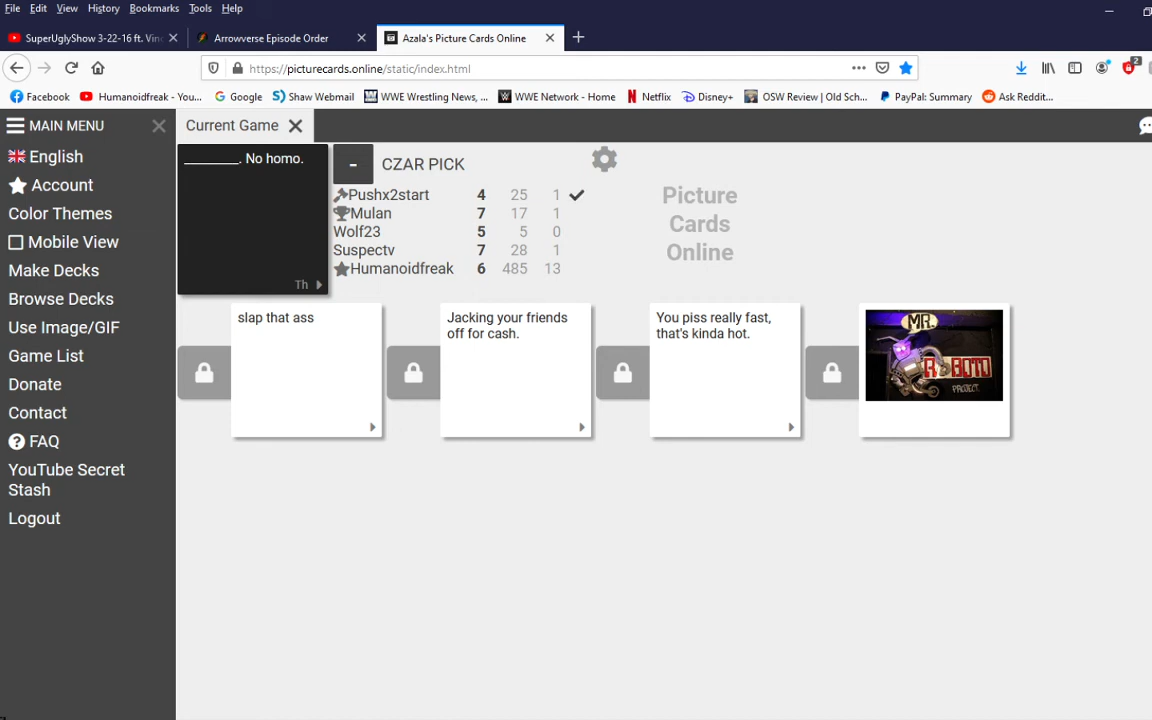 File Edit View History Bookmarks Tools Help
SuperUglyShow 3-22-16 ft. Vinc
Arrowverse Episode Order
Azala's Picture Cards Online
https://picturecards.online/static/index.html
2
Facebook Humanoidfreak - You... Google Shaw Webmail WWE Wrestling News, ... WWE Network - Home Netflix Disney+ OSW Review | Old Sch... PayPal: Summary Ask Reddit...
MAIN MENU
Current Game
English
Account
Color Themes
Mobile View
Make Decks
Browse Decks
Use Image/GIF
Game List
Donate
Contact
FAQ
YouTube Secret
Stash
Logout
________. No homo.
Th
-
CZAR PICK
Pushx2start 4 25 1
Mulan 7 17 1
Wolf23 5 5 0
Suspectv 7 28 1
Humanoidfreak 6 485 13
Picture
Cards
Online
slap that ass
Jacking your friends
off for cash.
You piss really fast,
that's kinda hot.
MR.
ROBOTO
PROJECT